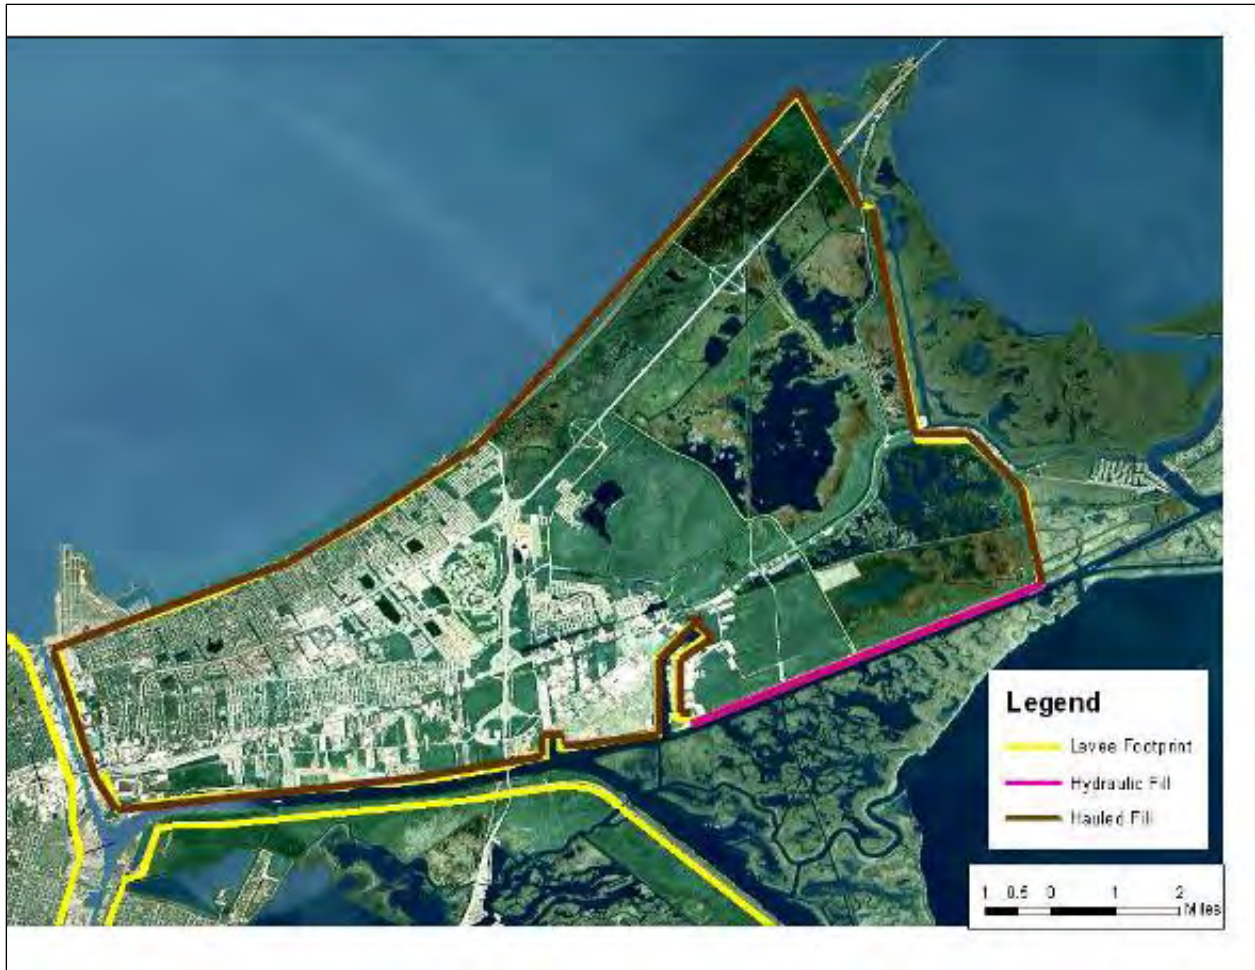 Legend
Levee Footprint
Hydraulic Fill
Hauled Fill
1 0.5 0 1 2
Miles